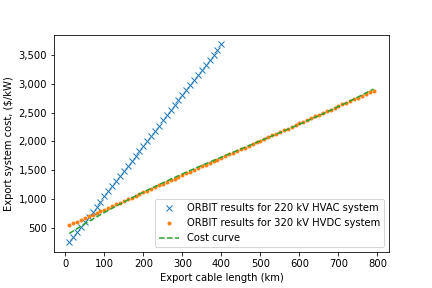 3,500
3,000
2,500
2,000
1,500
1,000
500
Export system cost, ($/kW)
ORBIT results for 220 kV HVAC system
ORBIT results for 320 kV HVDC system
Cost curve
0 100 200 300 400 500 600 700 800
Export cable length (km)